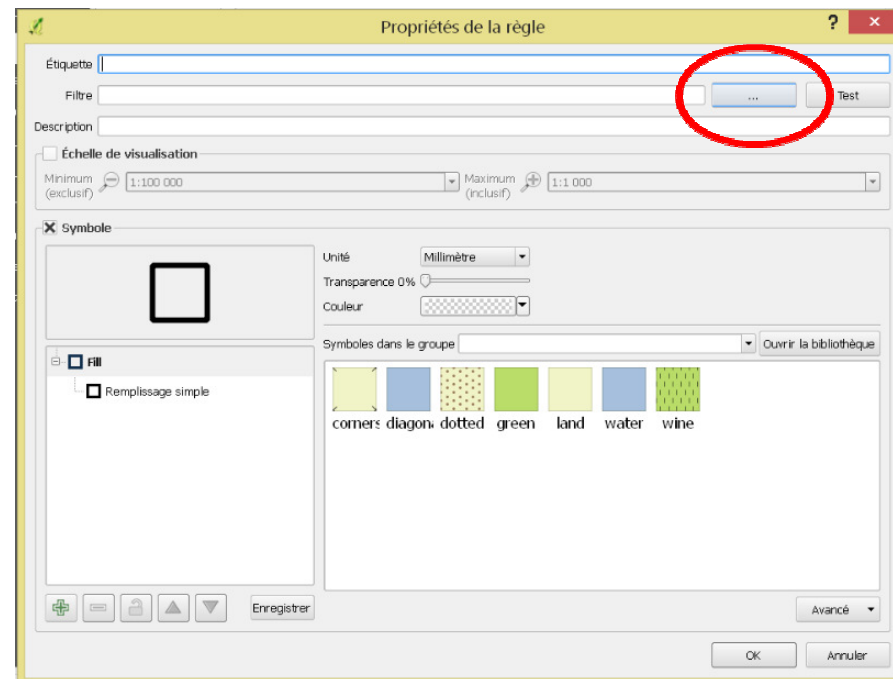 Propriétés de la règle
?
×
Étiquette
Filtre
...
Test
Description
Échelle de visualisation
Minimum (exclusif)
1:100 000
Maximum (inclusif)
1:1 000
Symbole
Unité
Millimètre
Transparence 0%
Couleur
Symboles dans le groupe
Ouvrir la bibliothèque
Fill
Remplissage simple
corners diagona dotted green land water wine
Enregistrer
Avancé
OK
Annuler